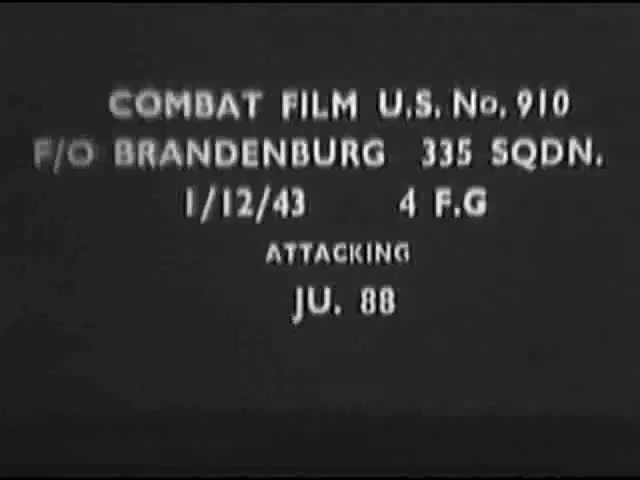 COMBAT FILM U.S. No. 910
F/O BRANDENBURG 335 SQDN.
1/12/43 4 F.G
ATTACKING
JU. 88